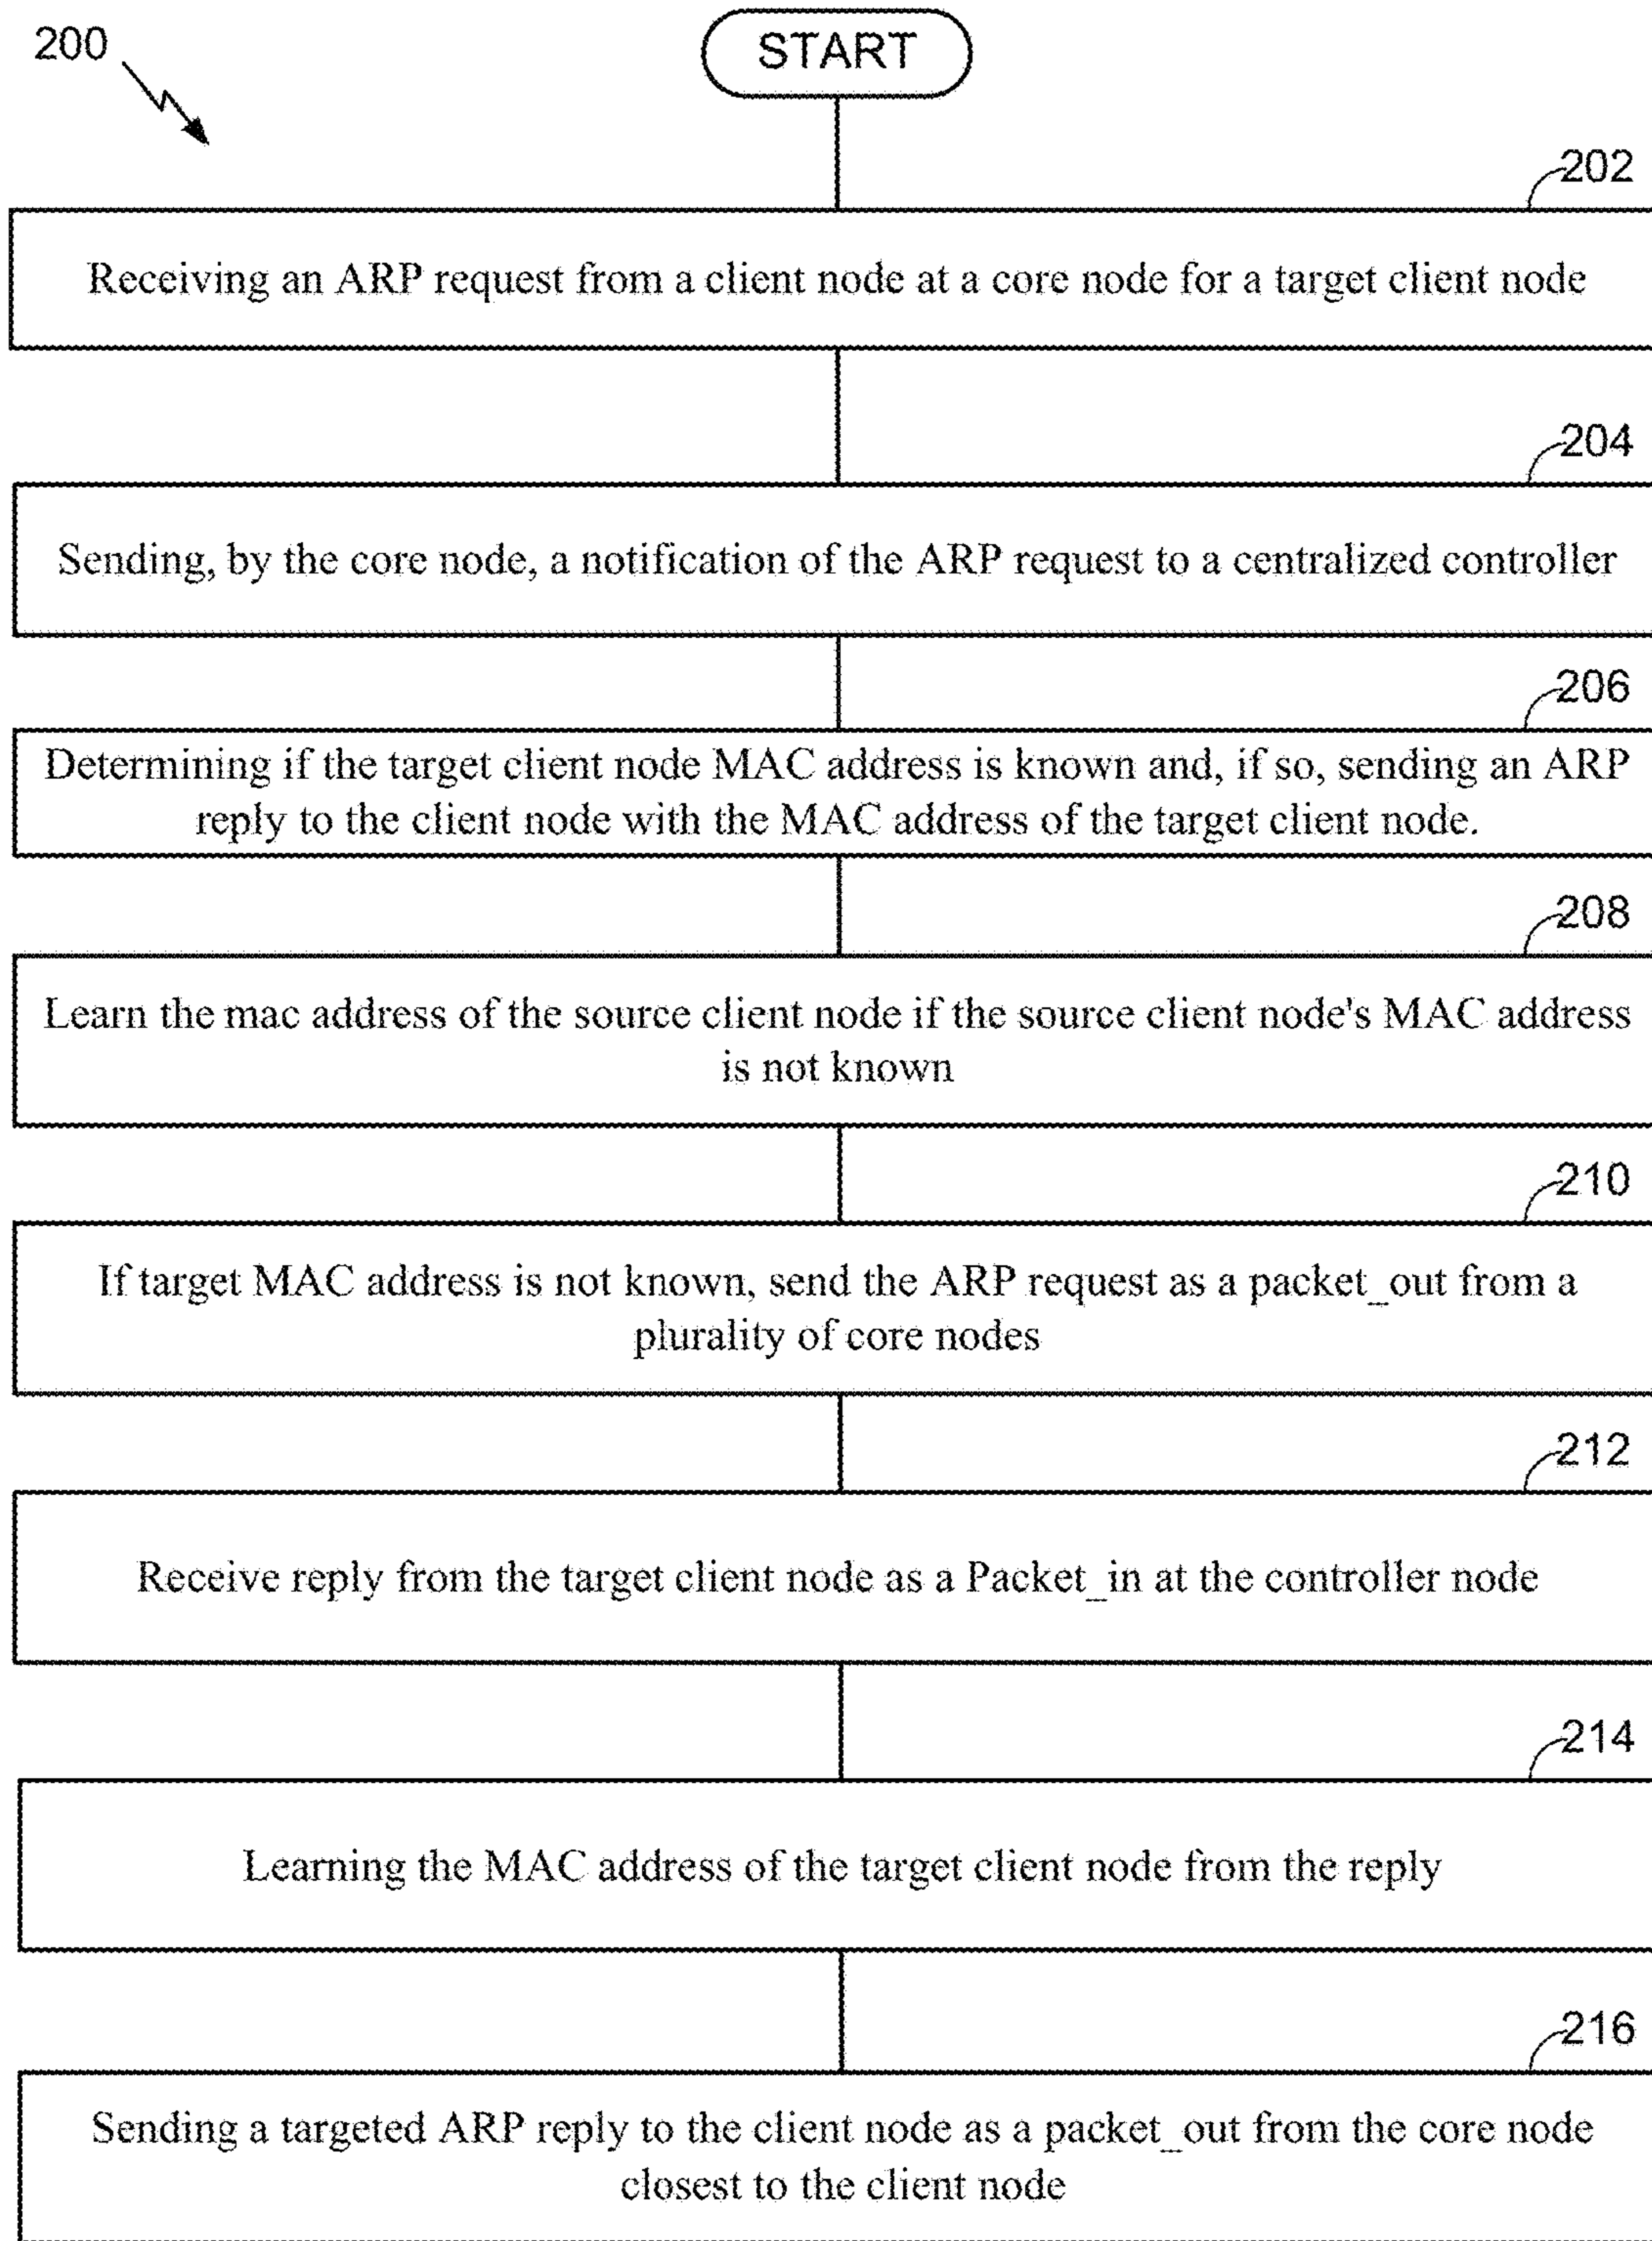 200
START
202
Receiving an ARP request from a client node at a core node for a target client node
204
Sending, by the core node, a notification of the ARP request to a centralized controller
206
Determining if the target client node MAC address is known and, if so, sending an ARP
reply to the client node with the MAC address of the target client node.
208
Learn the mac address of the source client node if the source client node's MAC address
is not known
210
If target MAC address is not known, send the ARP request as a packet_out from a
plurality of core nodes
212
Receive reply from the target client node as a Packet_in at the controller node
214
Learning the MAC address of the target client node from the reply
216
Sending a targeted ARP reply to the client node as a packet_out from the core node
closest to the client node